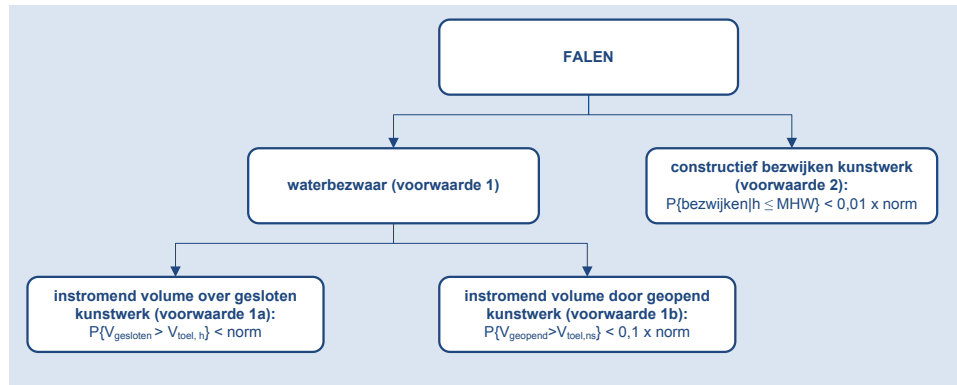 FALEN
waterbezwaar (voorwaarde 1)
constructief bezwijken kunstwerk
(voorwaarde 2):
P{bezwijken|h ≤ MHW} < 0,01 x norm
instromend volume over gesloten
kunstwerk (voorwaarde 1a):
P{Vgesloten > Vtoel, h} < norm
instromend volume door geopend
kunstwerk (voorwaarde 1b):
P{Vgeopend>Vtoel,ns} < 0,1 x norm